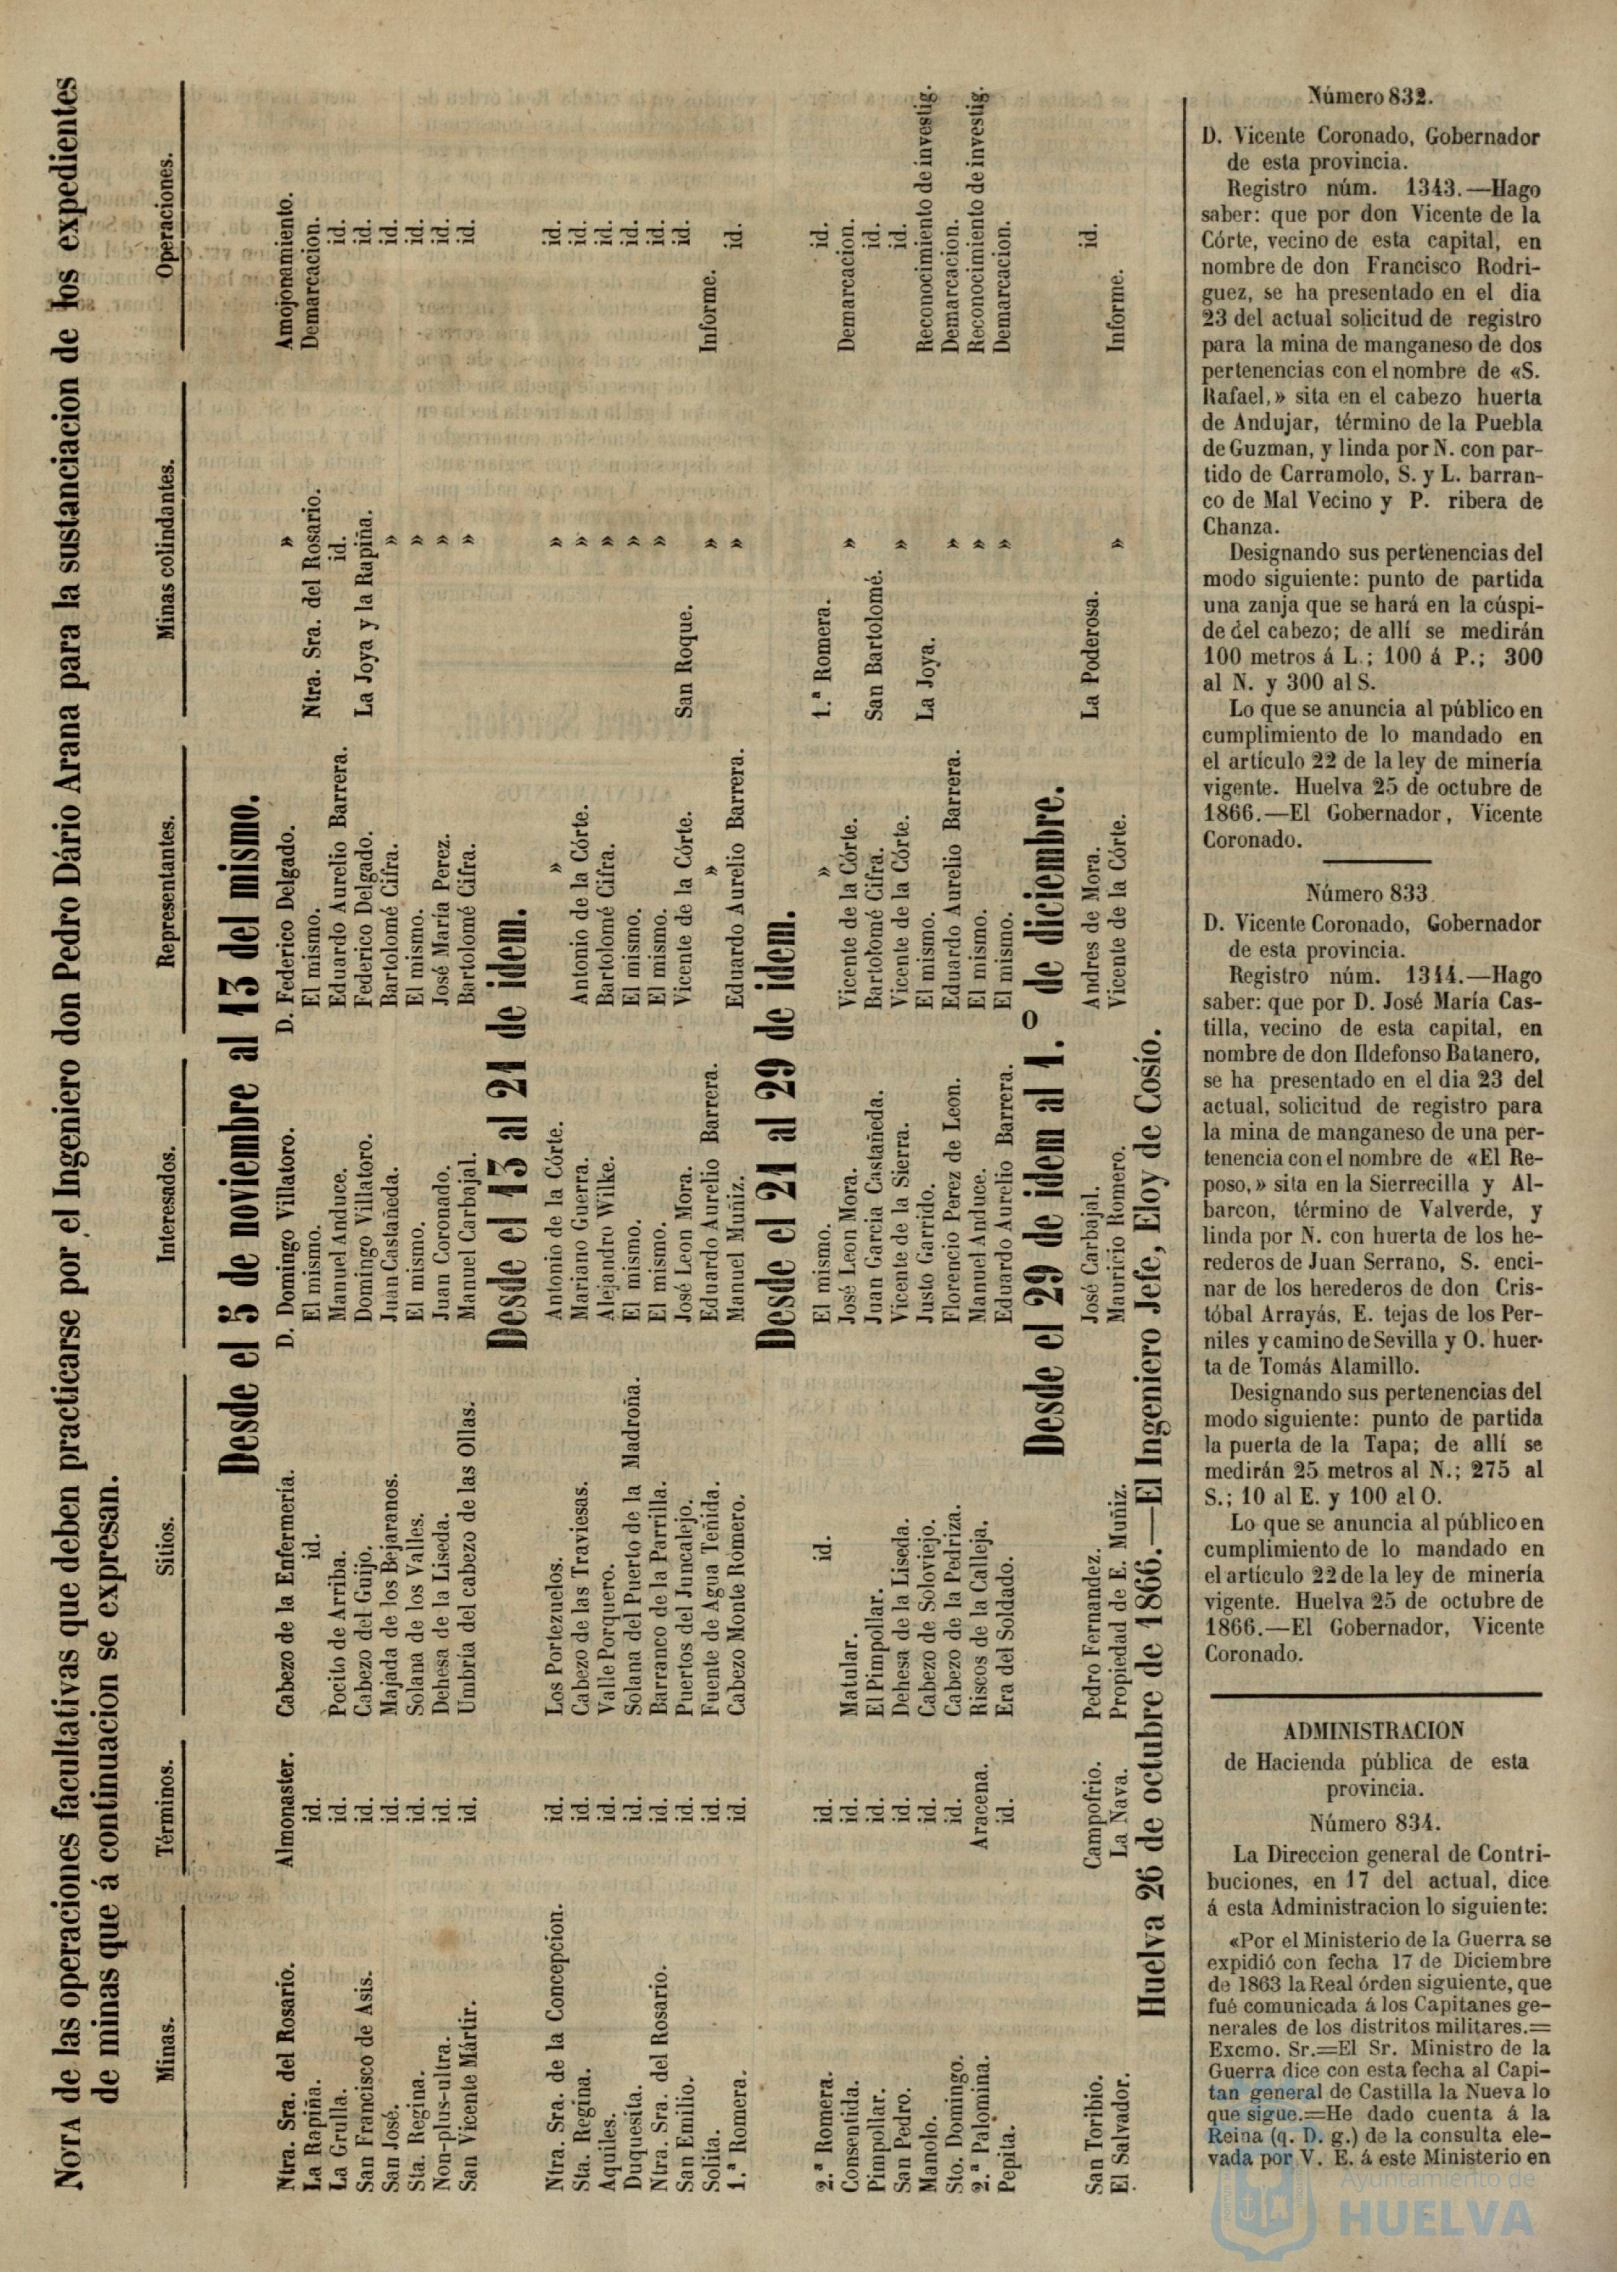 NOTA de las operaciones facultativas que deben practicarse por el Ingeniero don Pedro Dário Arana para la sustanciacion de los expedientes
de minas que á continuacion se expresan.
Minas. Términos. Sitios. Interesados. Representantes. Minas colindantes. Operaciones.
Desde el 5 de noviembre al 13 del mismo.
Ntra. Sra. del Rosario. Almonaster. Cabezo de la Enfermería. D. Domingo Villatoro. D. Federico Delgado. » Amojonamiento.
La Rapiña. id. id. El mismo. El mismo. Ntra. Sra. del Rosario. Demarcacion.
La Grulla. id. Pocito de Arriba. Manuel Anduce. Eduardo Aurelio Barrera. id. id.
San Francisco de Asis. id. Cabezo del Guijo. Domingo Villatoro. Federico Delgado. La Joya y la Rapiña. id.
San José. id. Majada de los Bejaranos. Juan Castañeda. Bartolomé Cifra. » id.
Sta. Regina. id. Solana de los Valles. El mismo. El mismo. » id.
Non-plus-ultra. id. Dehesa de la Liseda. Juan Coronado. José María Perez. » id.
San Vicente Mártir. id. Umbría del cabezo de las Ollas. Manuel Carbajal. Bartolomé Cifra. » id.
Desde el 13 al 21 de idem.
Ntra. Sra. de la Concepcion. id. Los Portezuelos. Antonio de la Córte. » » id.
Sta. Regina. id. Cabezo de las Traviesas. Mariano Guerra. Antonio de la Córte. » id.
Aquiles. id. Valle Porquero. Alejandro Wilke. Bartolomé Cifra. » id.
Duquesita. id. Solana del Puerto de la Madroña. El mismo. El mismo. » id.
Ntra. Sra. del Rosario. id. Barranco de la Parrilla. El mismo. El mismo. » id.
San Emilio. id. Puertos del Juncalejo. José Leon Mora. Vicente de la Córte. San Roque. id.
Solita. id. Fuente de Agua Teñida. Eduardo Aurelio Barrera. » » Informe.
1.ª Romera. id. Cabezo Monte Romero. Manuel Muñiz. Eduardo Aurelio Barrera. » id.
Desde el 21 al 29 de idem.
2.ª Romera. id. id. El mismo. » 1.ª Romera. id.
Consentida. id. Matular. José Leon Mora. Vicente de la Córte. » Demarcacion.
Pimpollar. id. El Pimpollar. Juan Garcia Castañeda. Bartolomé Cifra. San Bartolomé. id.
San Pedro. id. Dehesa de la Liseda. Vicente de la Sierra. Vicente de la Córte. » id.
Manolo. id. Cabezo de Soloviejo. Justo Garrido. El mismo. La Joya. Reconocimiento de investig.
Sto. Domingo. id. Cabezo de la Pedriza. Florencio Perez de Leon. Eduardo Aurelio Barrera. » Demarcacion.
2.ª Palomina. Aracena. Riscos de la Calleja. Manuel Anduce. El mismo. » Reconocimiento de investig.
Pepita. id. Era del Soldado. Eduardo Aurelio Barrera. El mismo. » Demarcacion.
Desde el 29 de idem al 1.º de diciembre.
San Toribio. Campofrio. Pedro Fernandez. José Carbajal. Andres de Mora. La Poderosa. id.
El Salvador. La Nava. Propiedad de E. Muñiz. Mauricio Romero. Vicente de la Córte. » Informe.
Huelva 26 de octubre de 1866.—El Ingeniero Jefe, Eloy de Cosío.
Número 832.
D. Vicente Coronado, Gobernador
de esta provincia.
Registro núm. 1343.—Hago
saber: que por don Vicente de la
Córte, vecino de esta capital, en
nombre de don Francisco Rodri-
guez, se ha presentado en el dia
23 del actual solicitud de registro
para la mina de manganeso de dos
pertenencias con el nombre de «S.
Rafael,» sita en el cabezo huerta
de Andujar, término de la Puebla
de Guzman, y linda por N. con par-
tido de Carramolo, S. y L. barran-
co de Mal Vecino y P. ribera de
Chanza.
Designando sus pertenencias del
modo siguiente: punto de partida
una zanja que se hará en la cúspi-
de del cabezo; de allí se medirán
100 metros á L.; 100 á P.; 300
al N. y 300 al S.
Lo que se anuncia al público en
cumplimiento de lo mandado en
el artículo 22 de la ley de minería
vigente. Huelva 25 de octubre de
1866.—El Gobernador, Vicente
Coronado.
Número 833.
D. Vicente Coronado, Gobernador
de esta provincia.
Registro núm. 1344.—Hago
saber: que por D. José María Cas-
tilla, vecino de esta capital, en
nombre de don Ildefonso Batanero,
se ha presentado en el dia 23 del
actual, solicitud de registro para
la mina de manganeso de una per-
tenencia con el nombre de «El Re-
poso,» sita en la Sierrecilla y Al-
barcon, término de Valverde, y
linda por N. con huerta de los he-
rederos de Juan Serrano, S. enci-
nar de los herederos de don Cris-
tóbal Arrayás, E. tejas de los Per-
niles y camino de Sevilla y O. huer-
ta de Tomás Alamillo.
Designando sus pertenencias del
modo siguiente: punto de partida
la puerta de la Tapa; de allí se
medirán 25 metros al N.; 275 al
S.; 10 al E. y 100 al O.
Lo que se anuncia al público en
cumplimiento de lo mandado en
el artículo 22 de la ley de minería
vigente. Huelva 25 de octubre de
1866.—El Gobernador, Vicente
Coronado.
ADMINISTRACION
de Hacienda pública de esta
provincia.
Número 834.
La Direccion general de Contri-
buciones, en 17 del actual, dice
á esta Administracion lo siguiente:
«Por el Ministerio de la Guerra se
expidió con fecha 17 de Diciembre
de 1863 la Real órden siguiente, que
fué comunicada á los Capitanes ge-
nerales de los distritos militares.=
Excmo. Sr.=El Sr. Ministro de la
Guerra dice con esta fecha al Capi-
tan general de Castilla la Nueva lo
que sigue.=He dado cuenta á la
Reina (q. D. g.) de la consulta ele-
vada por V. E. á este Ministerio en
Ayuntamiento de
HUELVA